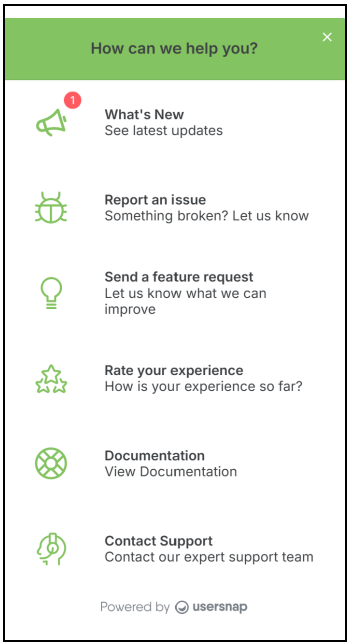 How can we help you?
×
1
What's New
See latest updates
Report an issue
Something broken? Let us know
Send a feature request
Let us know what we can
improve
Rate your experience
How is your experience so far?
Documentation
View Documentation
Contact Support
Contact our expert support team
Powered by usersnap